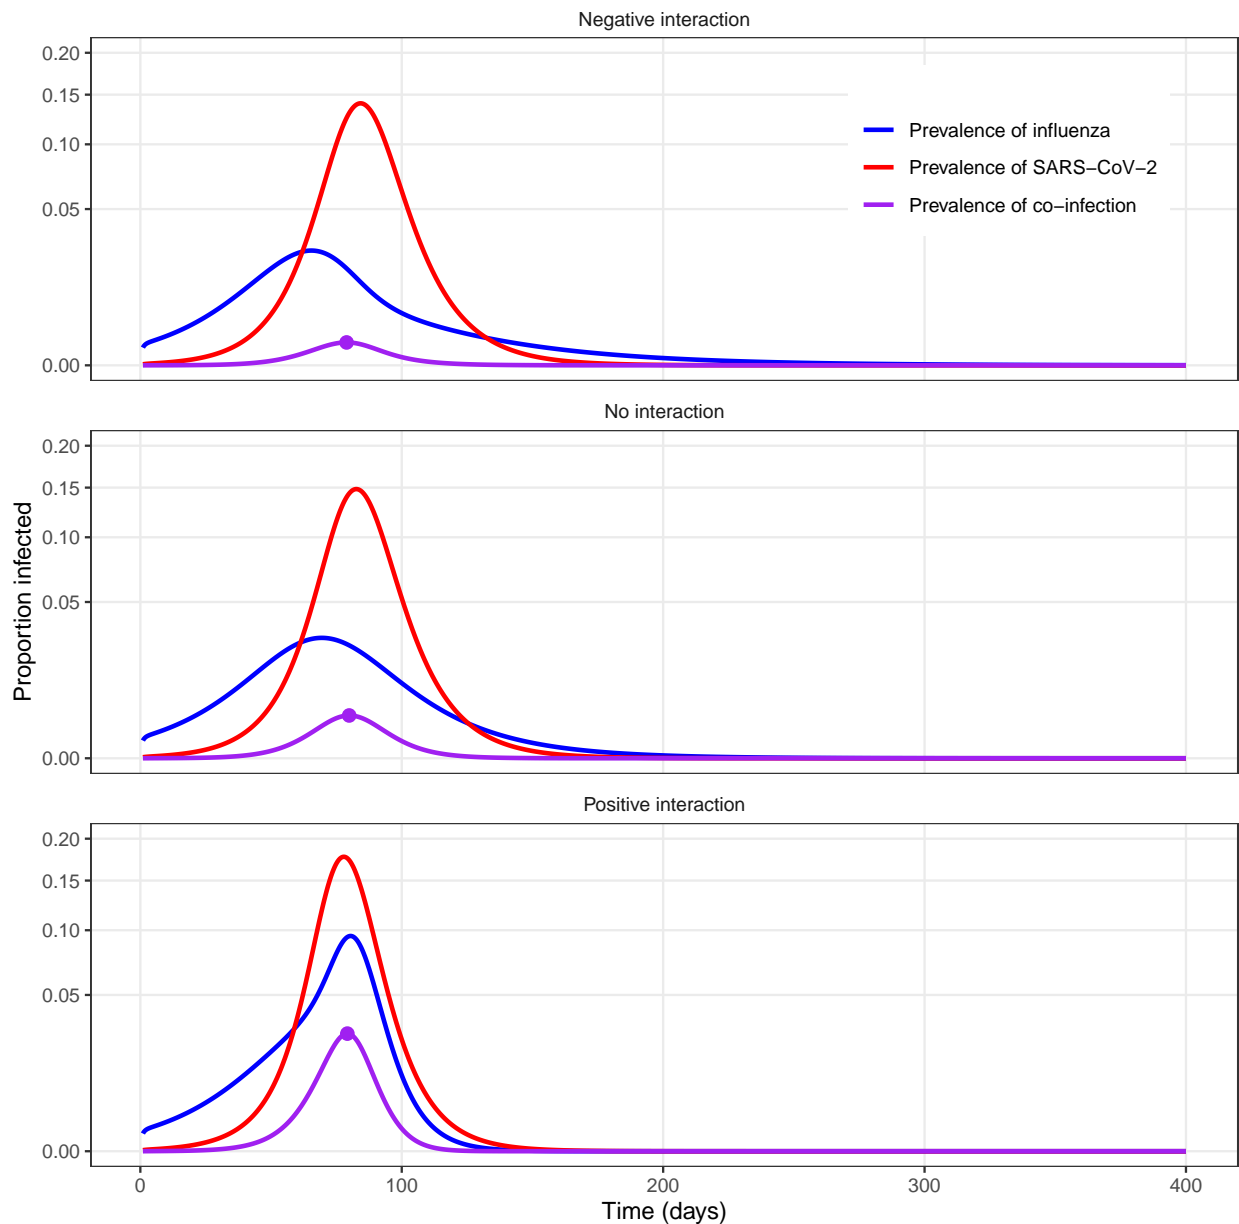 Negative interaction
0.20
0.15
0.10
0.05
0.00
Prevalence of influenza
Prevalence of SARS−CoV−2
Prevalence of co−infection
No interaction
0.20
0.15
0.10
0.05
0.00
Proportion infected
Positive interaction
0.20
0.15
0.10
0.05
0.00
0 100 200 300 400
Time (days)